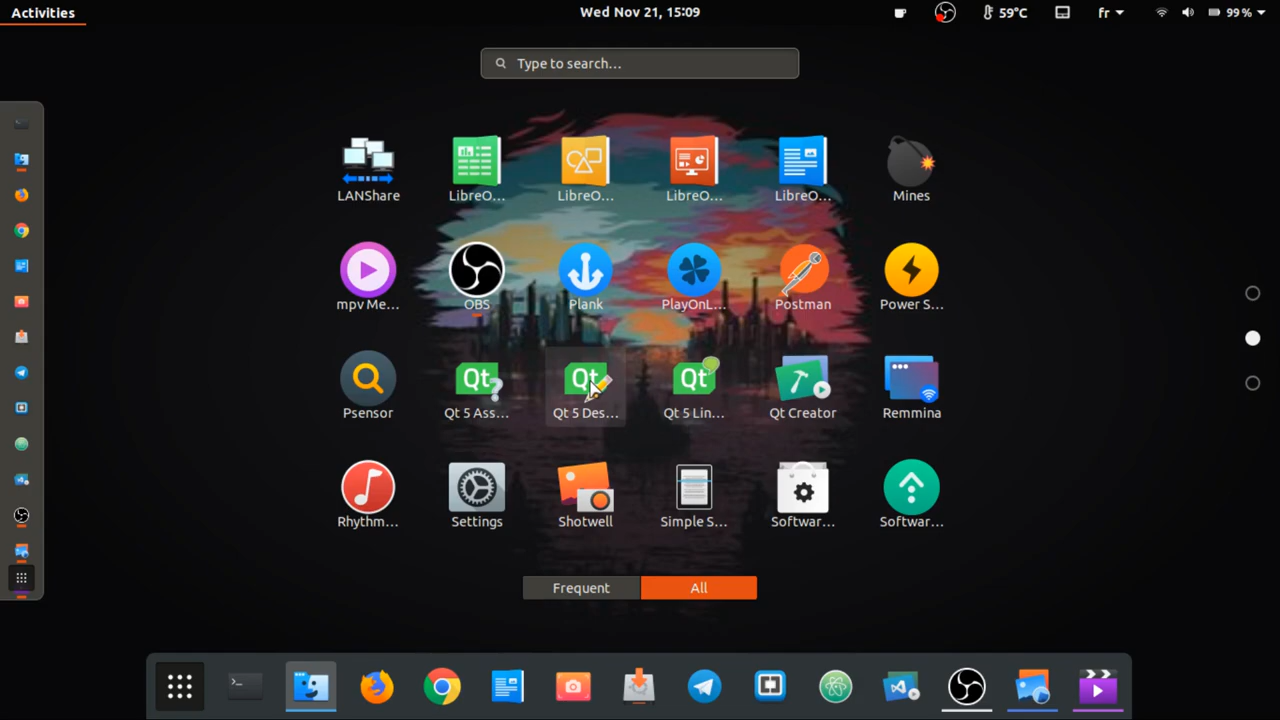 Activities
Wed Nov 21, 15:09
59°C
fr
99 %
Type to search...
LANShare
LibreO...
LibreO...
LibreO...
LibreO...
Mines
mpv Me...
OBS
Plank
PlayOnL...
Postman
Power S...
Psensor
Qt 5 Ass...
Qt 5 Des...
Qt 5 Lin...
Qt Creator
Remmina
Rhythm...
Settings
Shotwell
Simple S...
Softwar...
Softwar...
Frequent
All